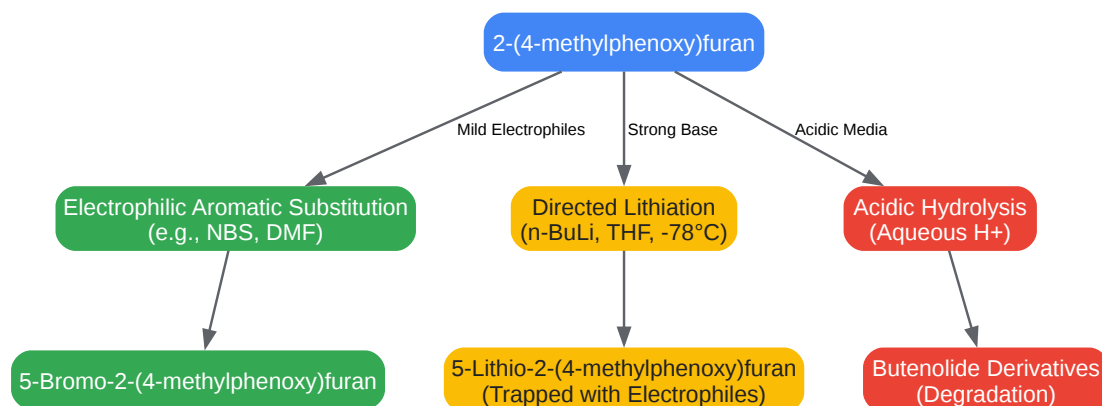 2-(4-methylphenoxy)furan
Mild Electrophiles
Strong Base
Acidic Media
Electrophilic Aromatic Substitution
(e.g., NBS, DMF)
Directed Lithiation
(n-BuLi, THF, -78°C)
Acidic Hydrolysis
(Aqueous H+)
5-Bromo-2-(4-methylphenoxy)furan
5-Lithio-2-(4-methylphenoxy)furan
(Trapped with Electrophiles)
Butenolide Derivatives
(Degradation)